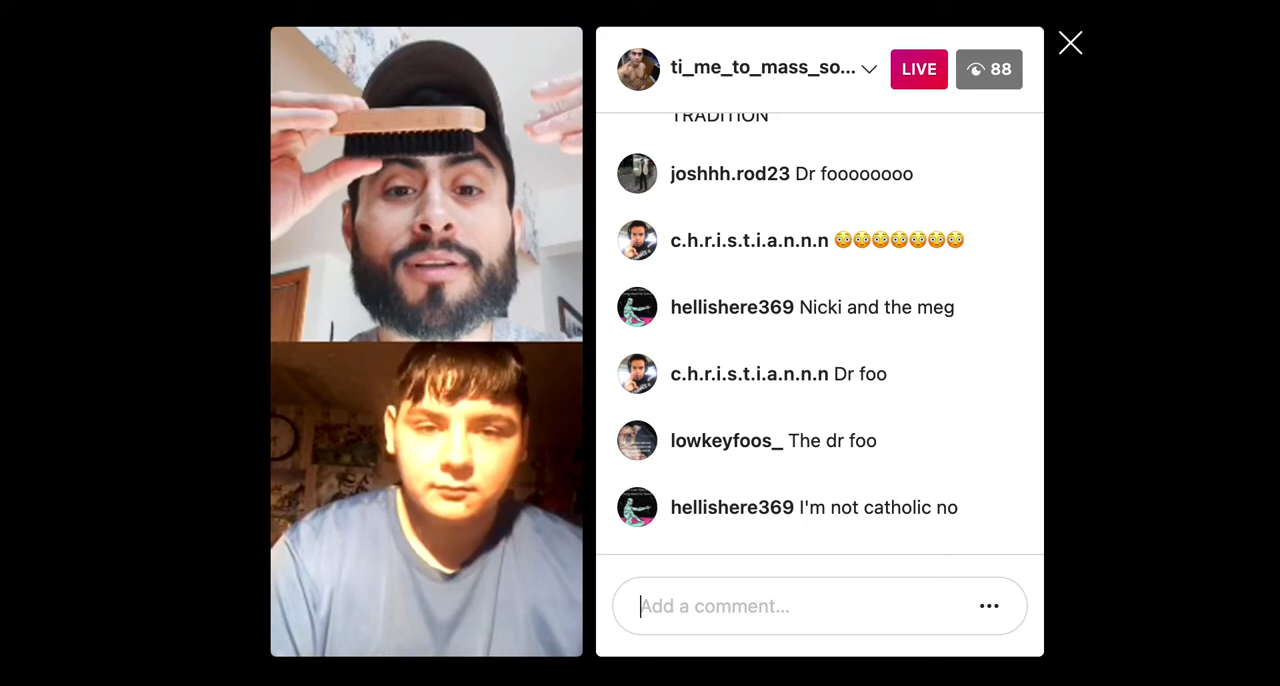 ti_me_to_mass_so...
LIVE
88
TRADITION
joshhh.rod23 Dr foooooooo
c.h.r.i.s.t.i.a.n.n.n 😳😳😳😳😳😳😳
hellishere369 Nicki and the meg
c.h.r.i.s.t.i.a.n.n.n Dr foo
lowkeyfoos_ The dr foo
hellishere369 I'm not catholic no
Add a comment...